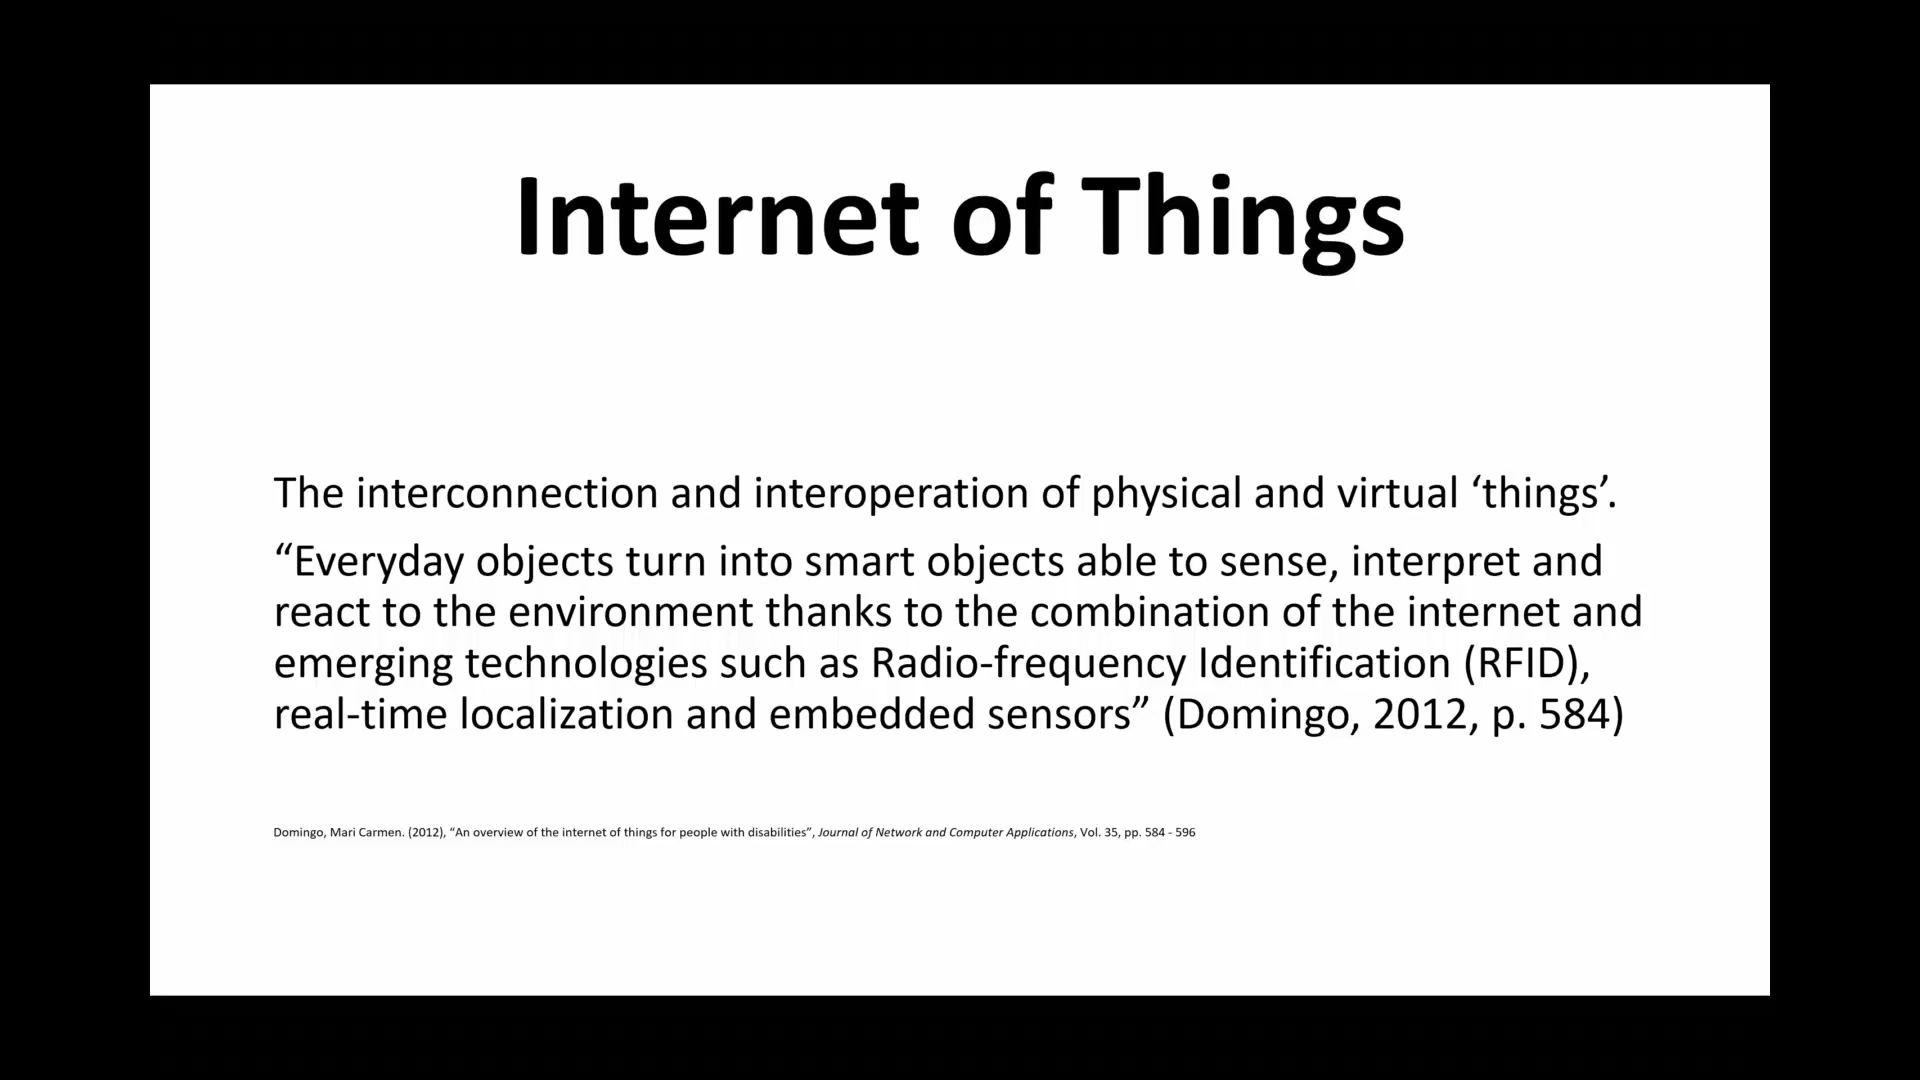 Internet of Things
The interconnection and interoperation of physical and virtual ‘things’.
“Everyday objects turn into smart objects able to sense, interpret and
react to the environment thanks to the combination of the internet and
emerging technologies such as Radio-frequency Identification (RFID),
real-time localization and embedded sensors” (Domingo, 2012, p. 584)
Domingo, Mari Carmen. (2012), “An overview of the internet of things for people with disabilities”, Journal of Network and Computer Applications, Vol. 35, pp. 584 - 596